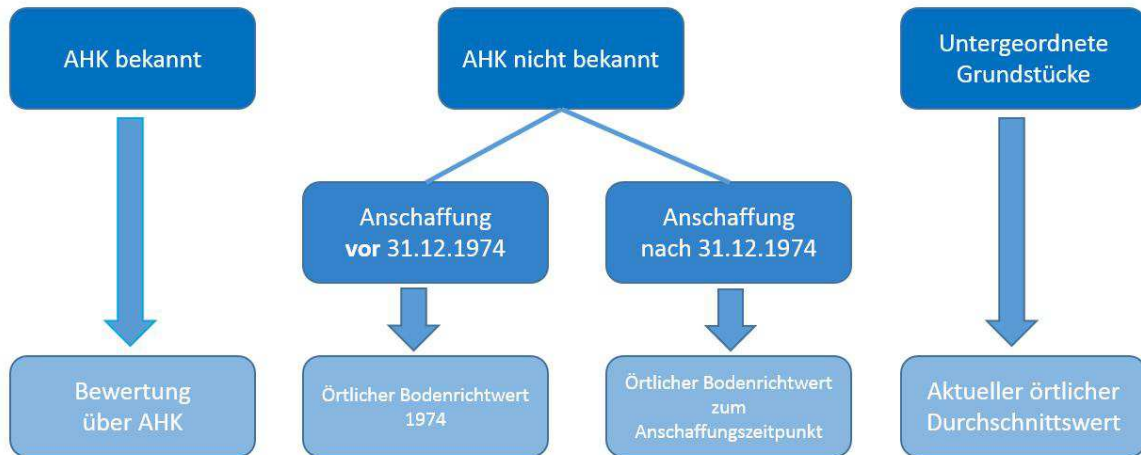 AHK bekannt
AHK nicht bekannt
Untergeordnete
Grundstücke
Anschaffung
vor 31.12.1974
Anschaffung
nach 31.12.1974
Bewertung
über AHK
Örtlicher Bodenrichtwert
1974
Örtlicher Bodenrichtwert
zum
Anschaffungszeitpunkt
Aktueller örtlicher
Durchschnittswert